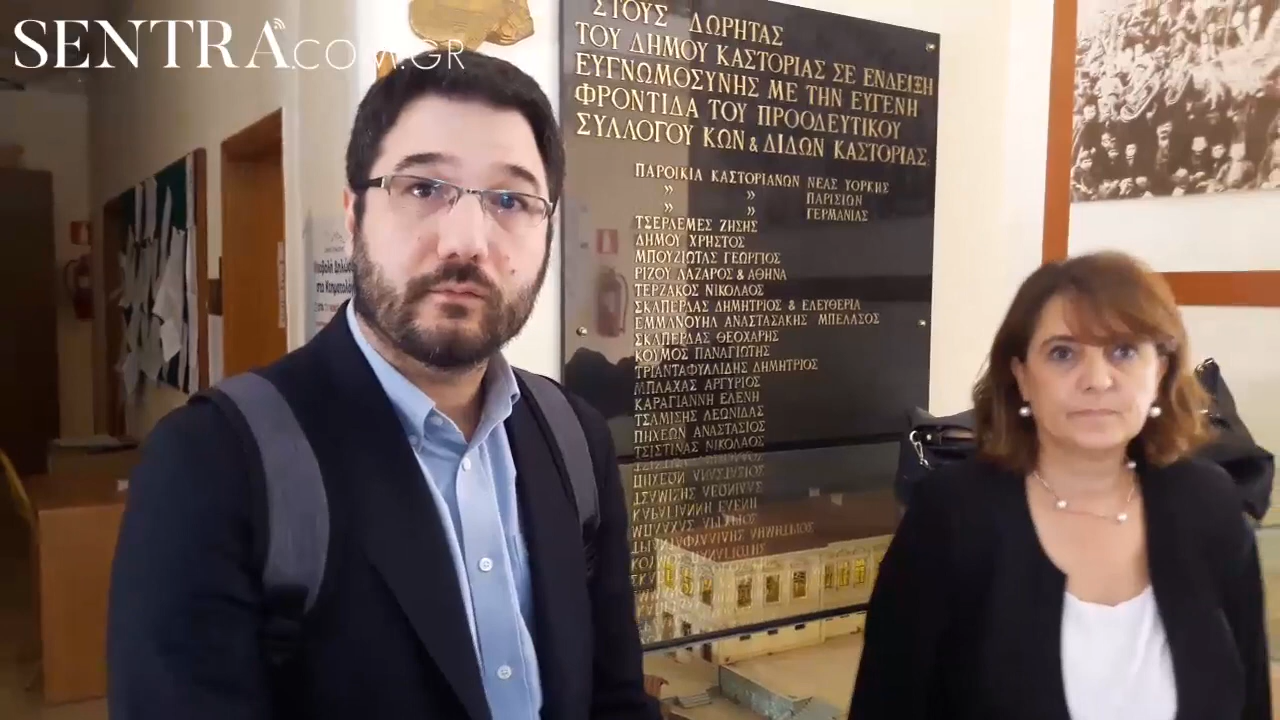 SENTRA.COM.GR
ΣΤΟΥΣ ΔΩΡΗΤΑΣ
ΤΟΥ ΔΗΜΟΥ ΚΑΣΤΟΡΙΑΣ ΣΕ ΕΝΔΕΙΞΗ
ΕΥΓΝΩΜΟΣΥΝΗΣ ΜΕ ΤΗΝ ΕΥΓΕΝΗ
ΦΡΟΝΤΙΔΑ ΤΟΥ ΠΡΟΟΔΕΥΤΙΚΟΥ
ΣΥΛΛΟΓΟΥ ΚΩΝ & ΔΙΔΩΝ ΚΑΣΤΟΡΙΑΣ.
ΠΑΡΟΙΚΙΑ ΚΑΣΤΟΡΙΑΝΩΝ ΝΕΑΣ ΥΟΡΚΗΣ
» » ΠΑΡΙΣΙΩΝ
» » ΓΕΡΜΑΝΙΑΣ
ΤΣΕΡΛΕΜΕΣ ΖΗΣΗΣ
ΔΗΜΟΥ ΧΡΗΣΤΟΣ
ΜΠΟΥΖΙΩΤΑΣ ΓΕΩΡΓΙΟΣ
ΡΙΖΟΥ ΛΑΖΑΡΟΣ & ΑΘΗΝΑ
ΤΕΡΖΑΚΟΣ ΝΙΚΟΛΑΟΣ
ΣΚΑΠΕΡΔΑΣ ΔΗΜΗΤΡΙΟΣ & ΕΛΕΥΘΕΡΙΑ
ΕΜΜΑΝΟΥΗΛ ΑΝΑΣΤΑΣΑΚΗΣ ΜΠΕΛΑΣΟΣ
ΣΚΑΠΕΡΔΑΣ ΘΕΟΧΑΡΗΣ
ΚΟΥΜΟΣ ΠΑΝΑΓΙΩΤΗΣ
ΤΡΙΑΝΤΑΦΥΛΛΙΔΗΣ ΔΗΜΗΤΡΙΟΣ
ΜΠΛΑΧΑΣ ΑΡΓΥΡΙΟΣ
ΚΑΡΑΓΙΑΝΝΗ ΕΛΕΝΗ
ΤΣΑΜΙΣΗΣ ΛΕΩΝΙΔΑΣ
ΠΗΧΕΩΝ ΑΝΑΣΤΑΣΙΟΣ
ΤΣΙΣΤΙΝΑΣ ΝΙΚΟΛΑΟΣ